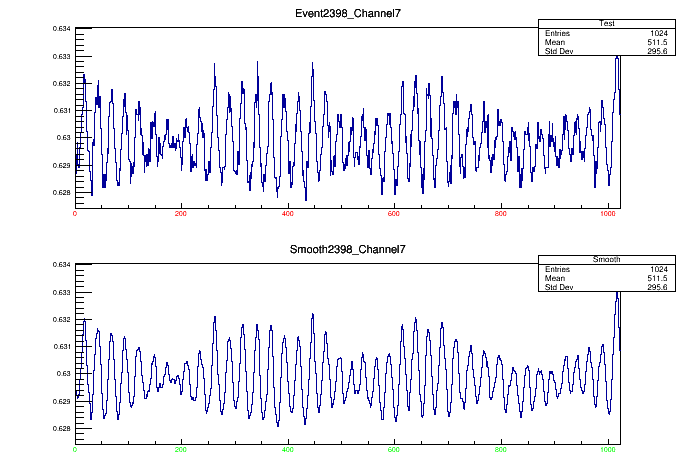 Event2398_Channel7
Test
Entries 1024
Mean 511.5
Std Dev 295.6
0.634
0.633
0.632
0.631
0.63
0.629
0.628
0 200 400 600 800 1000
Smooth2398_Channel7
Smooth
Entries 1024
Mean 511.5
Std Dev 295.6
0.634
0.633
0.632
0.631
0.63
0.629
0.628
0 200 400 600 800 1000